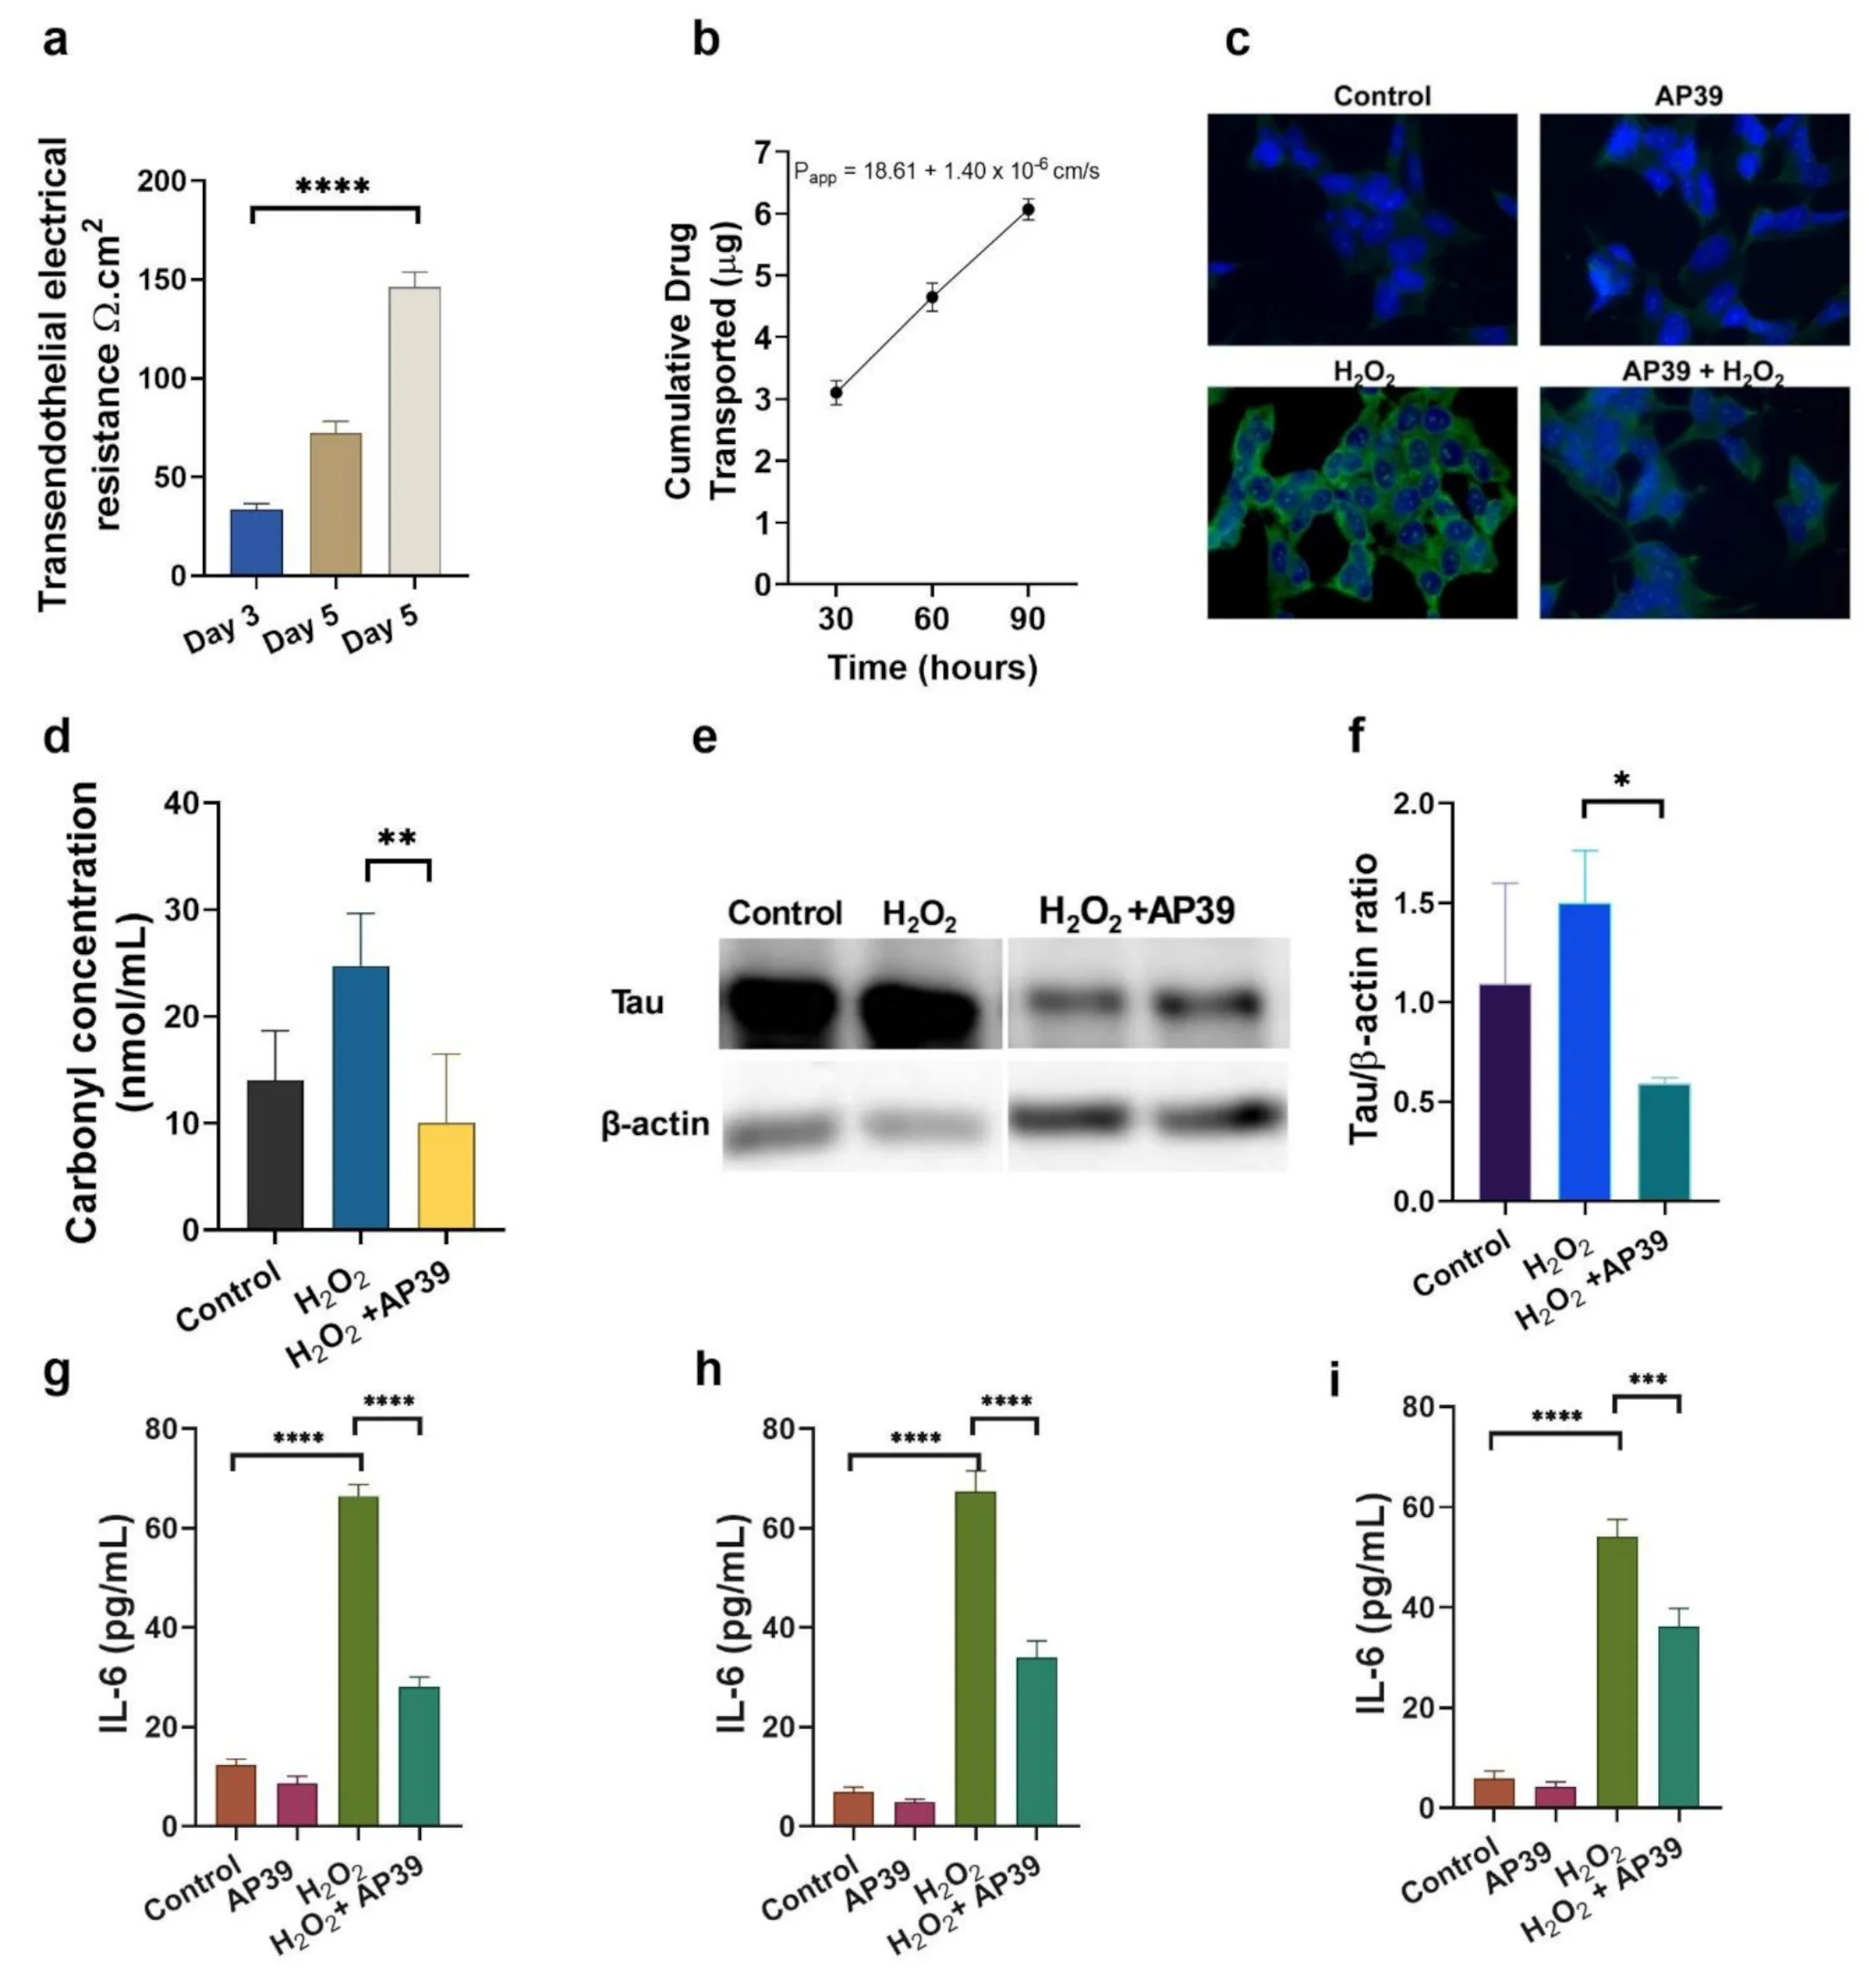 a
Transendothelial electrical
resistance Ω.cm²
200
150
100
50
0
****
Day 3
Day 5
Day 5
b
Cumulative Drug
Transported (μg)
7
6
5
4
3
2
1
0
P_app = 18.61 + 1.40 x 10⁻⁶ cm/s
30 60 90
Time (hours)
c
Control
AP39
H₂O₂
AP39 + H₂O₂
d
Carbonyl concentration
(nmol/mL)
40
30
20
10
0
**
Control
H₂O₂
H₂O₂ +AP39
e
Control H₂O₂ H₂O₂ +AP39
Tau
β-actin
f
Tau/β-actin ratio
2.0
1.5
1.0
0.5
0.0
*
Control
H₂O₂
H₂O₂ +AP39
g
IL-6 (pg/mL)
80
60
40
20
0
****
****
Control
AP39
H₂O₂
H₂O₂+ AP39
h
IL-6 (pg/mL)
80
60
40
20
0
****
****
Control
AP39
H₂O₂
H₂O₂+ AP39
i
IL-6 (pg/mL)
80
60
40
20
0
****
***
Control
AP39
H₂O₂
H₂O₂ + AP39